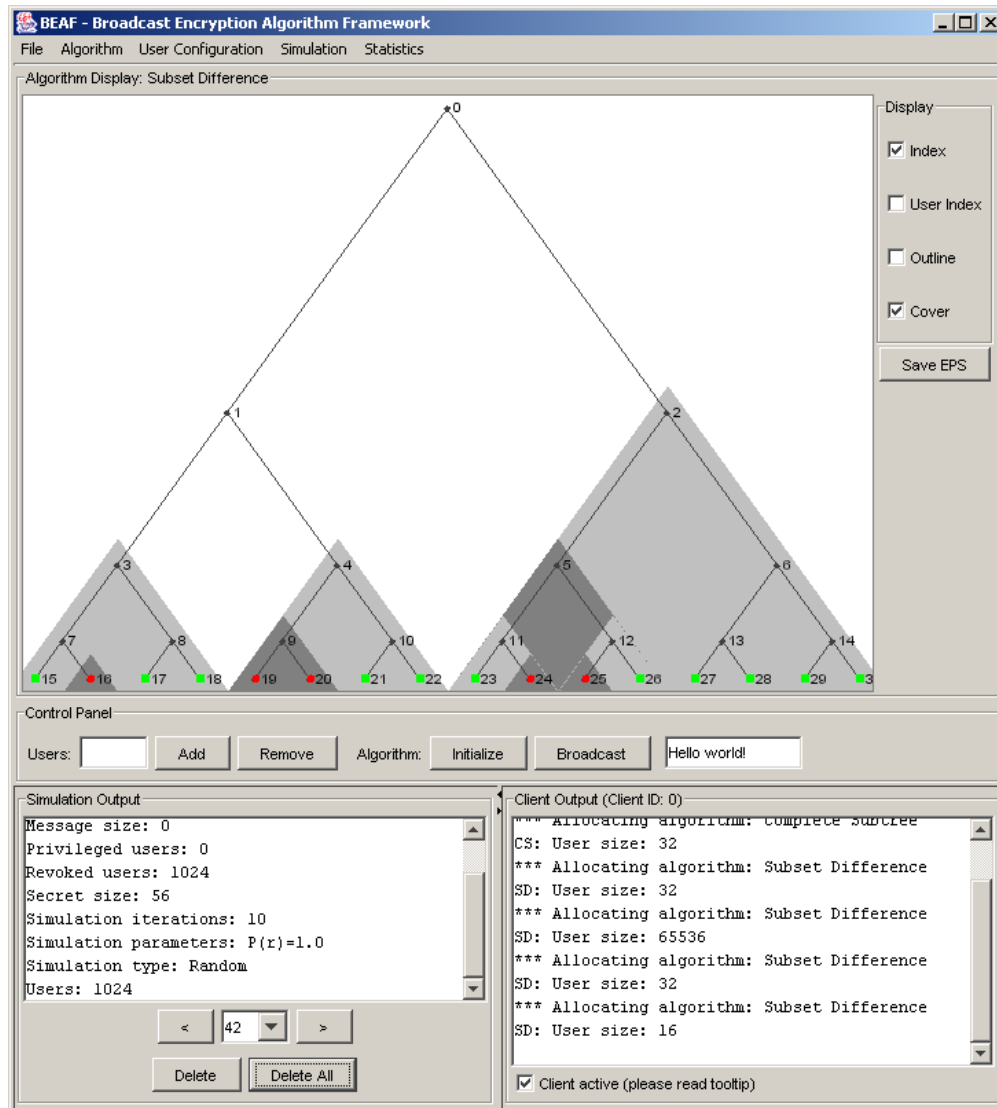 BEAF - Broadcast Encryption Algorithm Framework
File Algorithm User Configuration Simulation Statistics
Algorithm Display: Subset Difference
0
1
2
3
4
5
6
7
8
9
10
11
12
13
14
15 16 17 18 19 20 21 22 23 24 25 26 27 28 29 3
Display
Index
User Index
Outline
Cover
Save EPS
Control Panel
Users: Add Remove Algorithm: Initialize Broadcast Hello world!
Simulation Output
Message size: 0
Privileged users: 0
Revoked users: 1024
Secret size: 56
Simulation iterations: 10
Simulation parameters: P(r)=1.0
Simulation type: Random
Users: 1024
< 42 >
Delete Delete All
Client Output (Client ID: 0)
*** Allocating algorithm: Complete Subtree
CS: User size: 32
*** Allocating algorithm: Subset Difference
SD: User size: 32
*** Allocating algorithm: Subset Difference
SD: User size: 65536
*** Allocating algorithm: Subset Difference
SD: User size: 32
*** Allocating algorithm: Subset Difference
SD: User size: 16
Client active (please read tooltip)